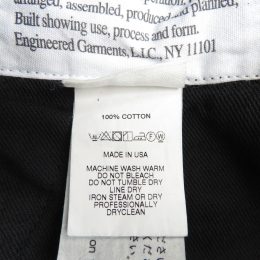 arranged, assembled, produced and planned,
Built showing use, process and form.
Engineered Garments, L.I.C., NY 11101
100% COTTON
MADE IN USA
MACHINE WASH WARM
DO NOT BLEACH
DO NOT TUMBLE DRY
LINE DRY
IRON STEAM OR DRY
PROFESSIONALLY
DRYCLEAN